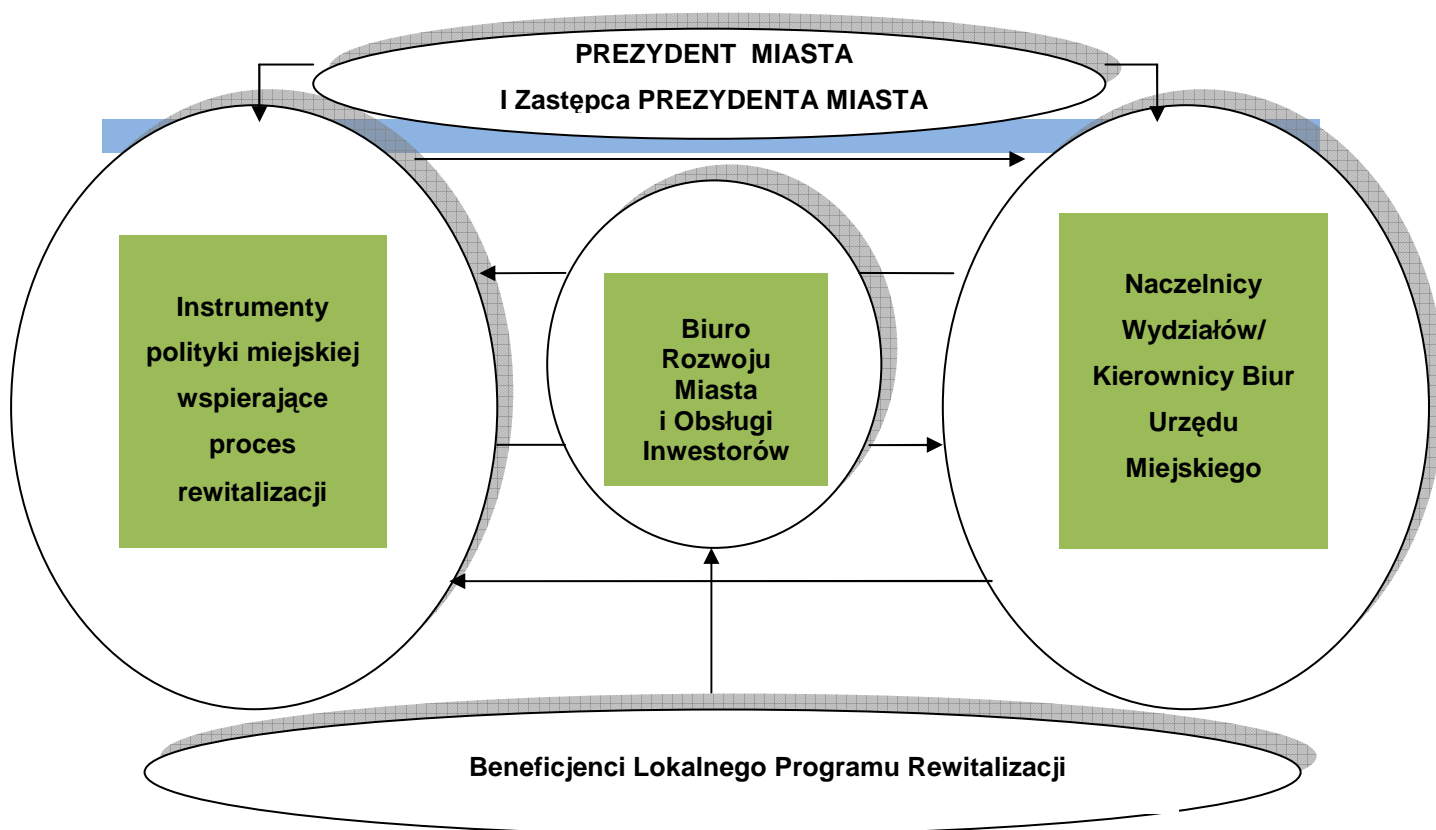 PREZYDENT MIASTA
I Zastępca PREZYDENTA MIASTA
Instrumenty
polityki miejskiej
wspierające
proces
rewitalizacji
Biuro
Rozwoju
Miasta
i Obsługi
Inwestorów
Naczelnicy
Wydziałów/
Kierownicy Biur
Urzędu
Miejskiego
Beneficjenci Lokalnego Programu Rewitalizacji